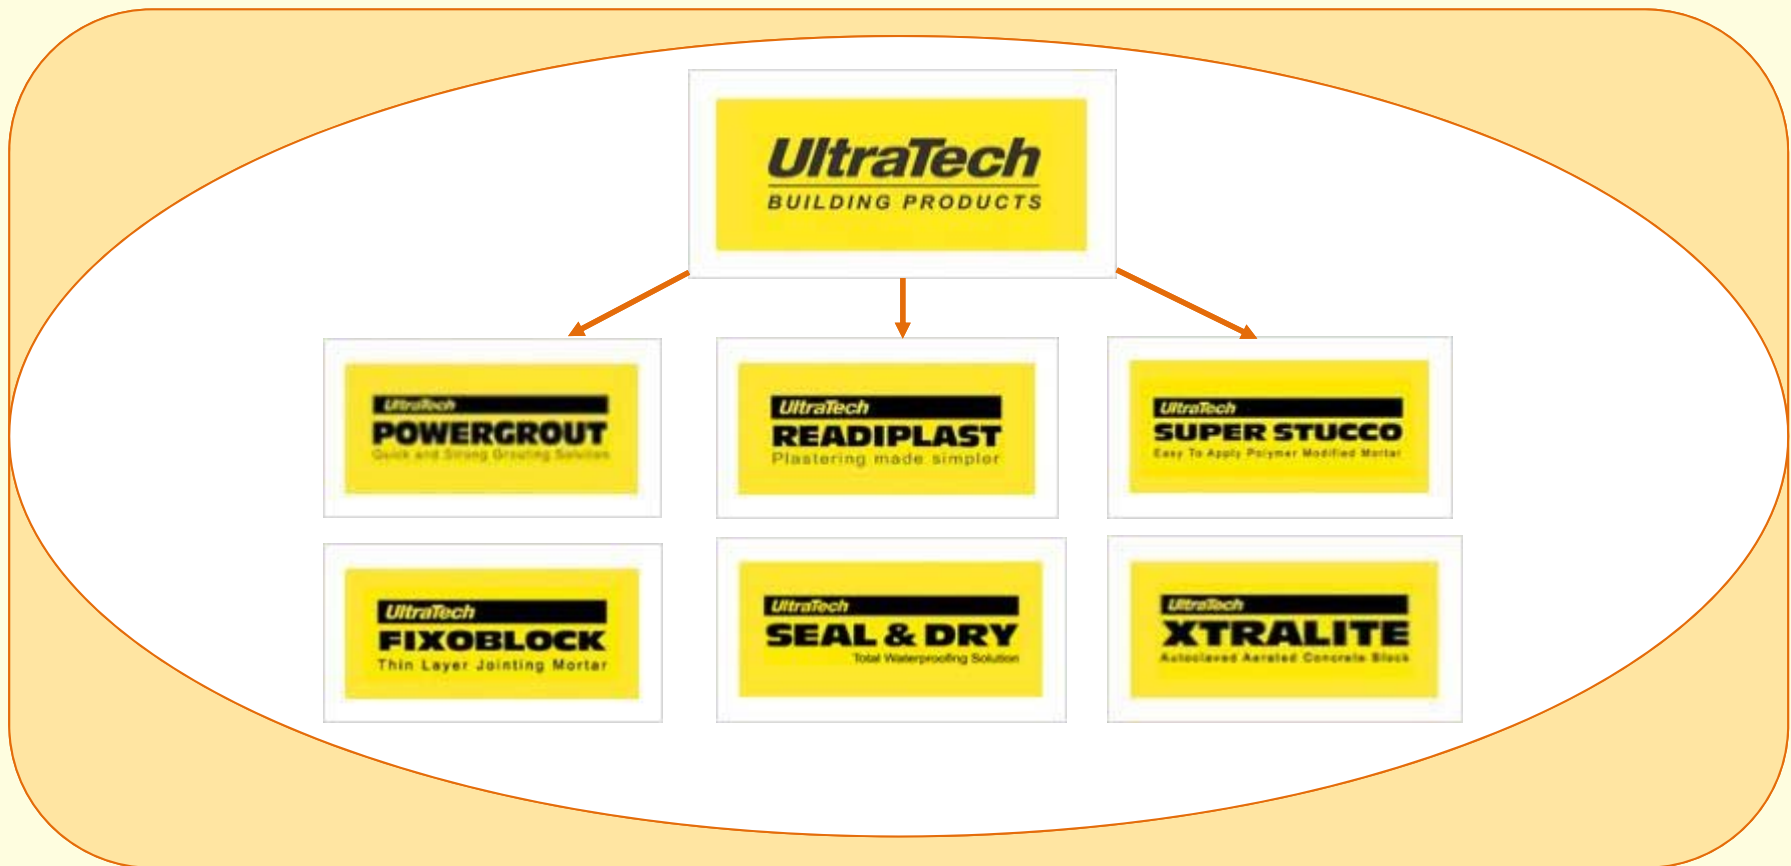 UltraTech
BUILDING PRODUCTS
UltraTech
POWERGROUT
Quick and Strong Grouting Solution
UltraTech
READIPLAST
Plastering made simpler
UltraTech
SUPER STUCCO
Easy To Apply Polymer Modified Mortar
UltraTech
FIXOBLOCK
Thin Layer Jointing Mortar
UltraTech
SEAL & DRY
Total Waterproofing Solution
UltraTech
XTRALITE
Autoclaved Aerated Concrete Block